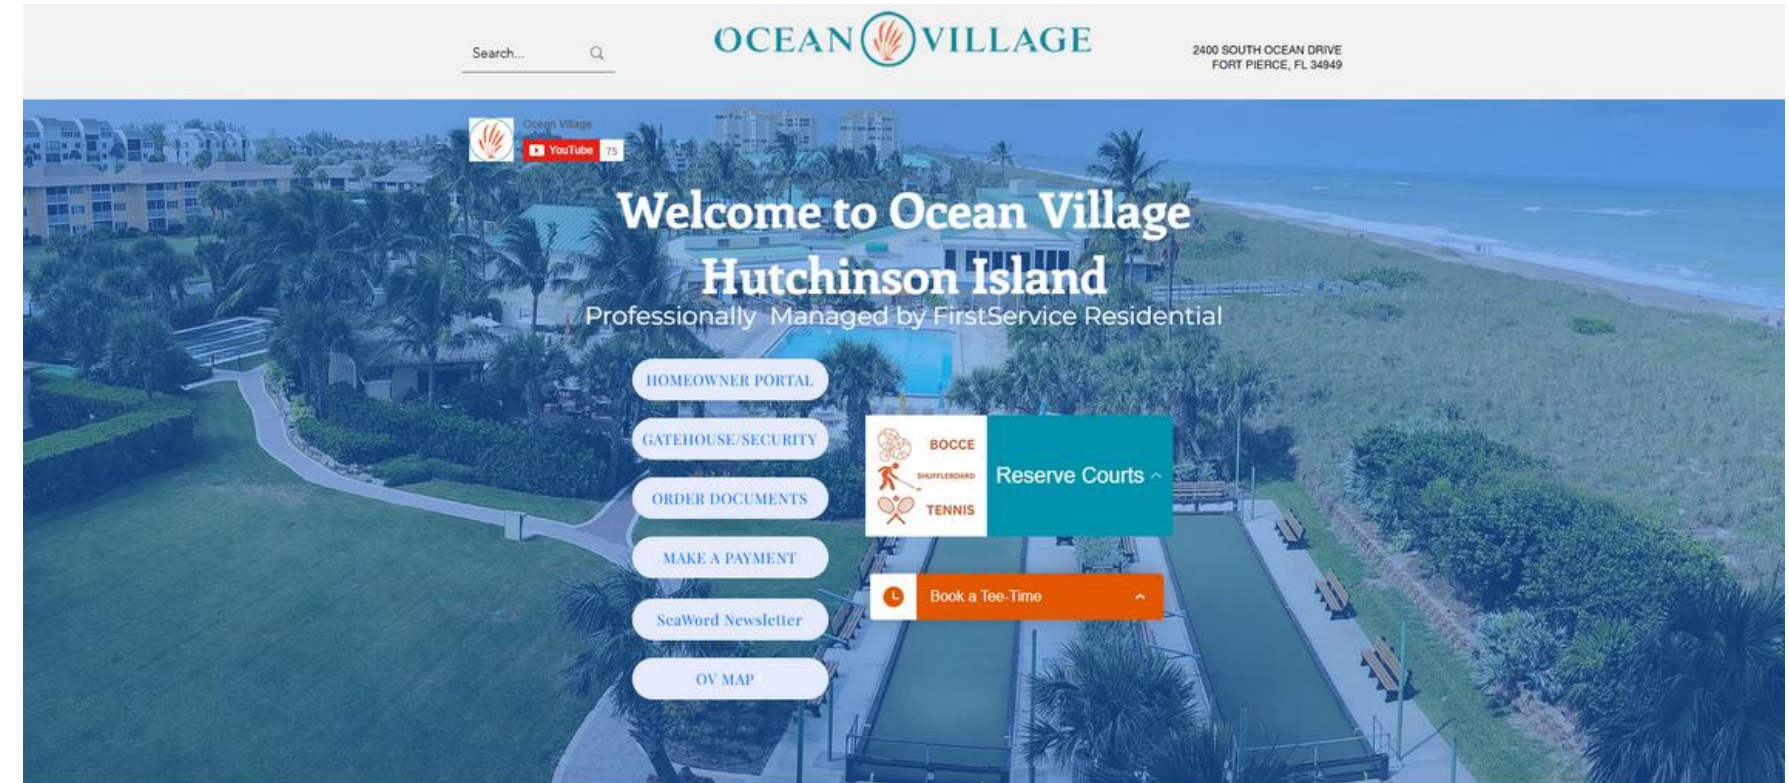 Search...
OCEAN VILLAGE
2400 SOUTH OCEAN DRIVE
FORT PIERCE, FL 34949
Ocean Village
YouTube 75
Welcome to Ocean Village
Hutchinson Island
Professionally Managed by FirstService Residential
HOMEOWNER PORTAL
GATEHOUSE/SECURITY
ORDER DOCUMENTS
MAKE A PAYMENT
SeaWord Newsletter
OV MAP
BOCCE
SHUFFLEBOARD
TENNIS
Reserve Courts
Book a Tee-Time